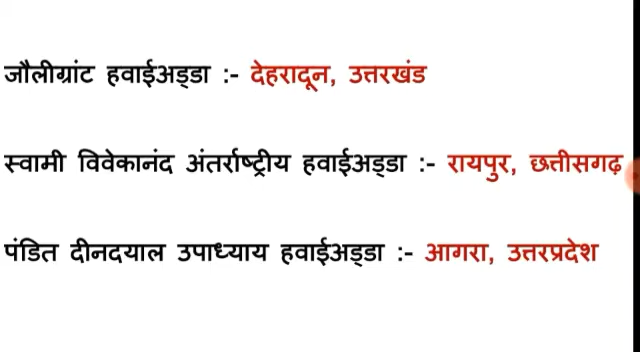 जौलीग्रांट हवाईअड्डा :- देहरादून, उत्तरखंड
स्वामी विवेकानंद अंतर्राष्ट्रीय हवाईअड्डा :- रायपुर, छत्तीसगढ़
पंडित दीनदयाल उपाध्याय हवाईअड्डा :- आगरा, उत्तरप्रदेश